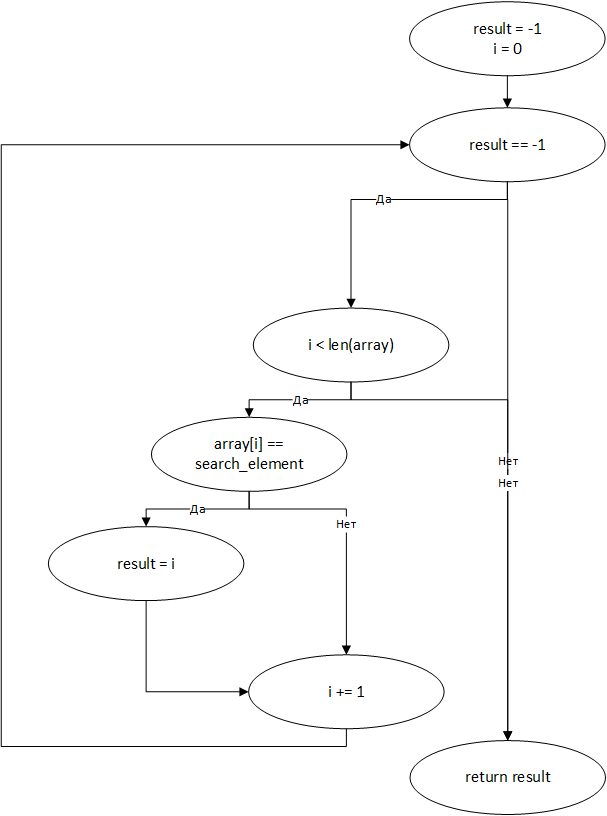 result = -1
i = 0
result == -1
Да
i < len(array)
Да
array[i] ==
search_element
Нет
Нет
Да
Нет
result = i
i += 1
return result